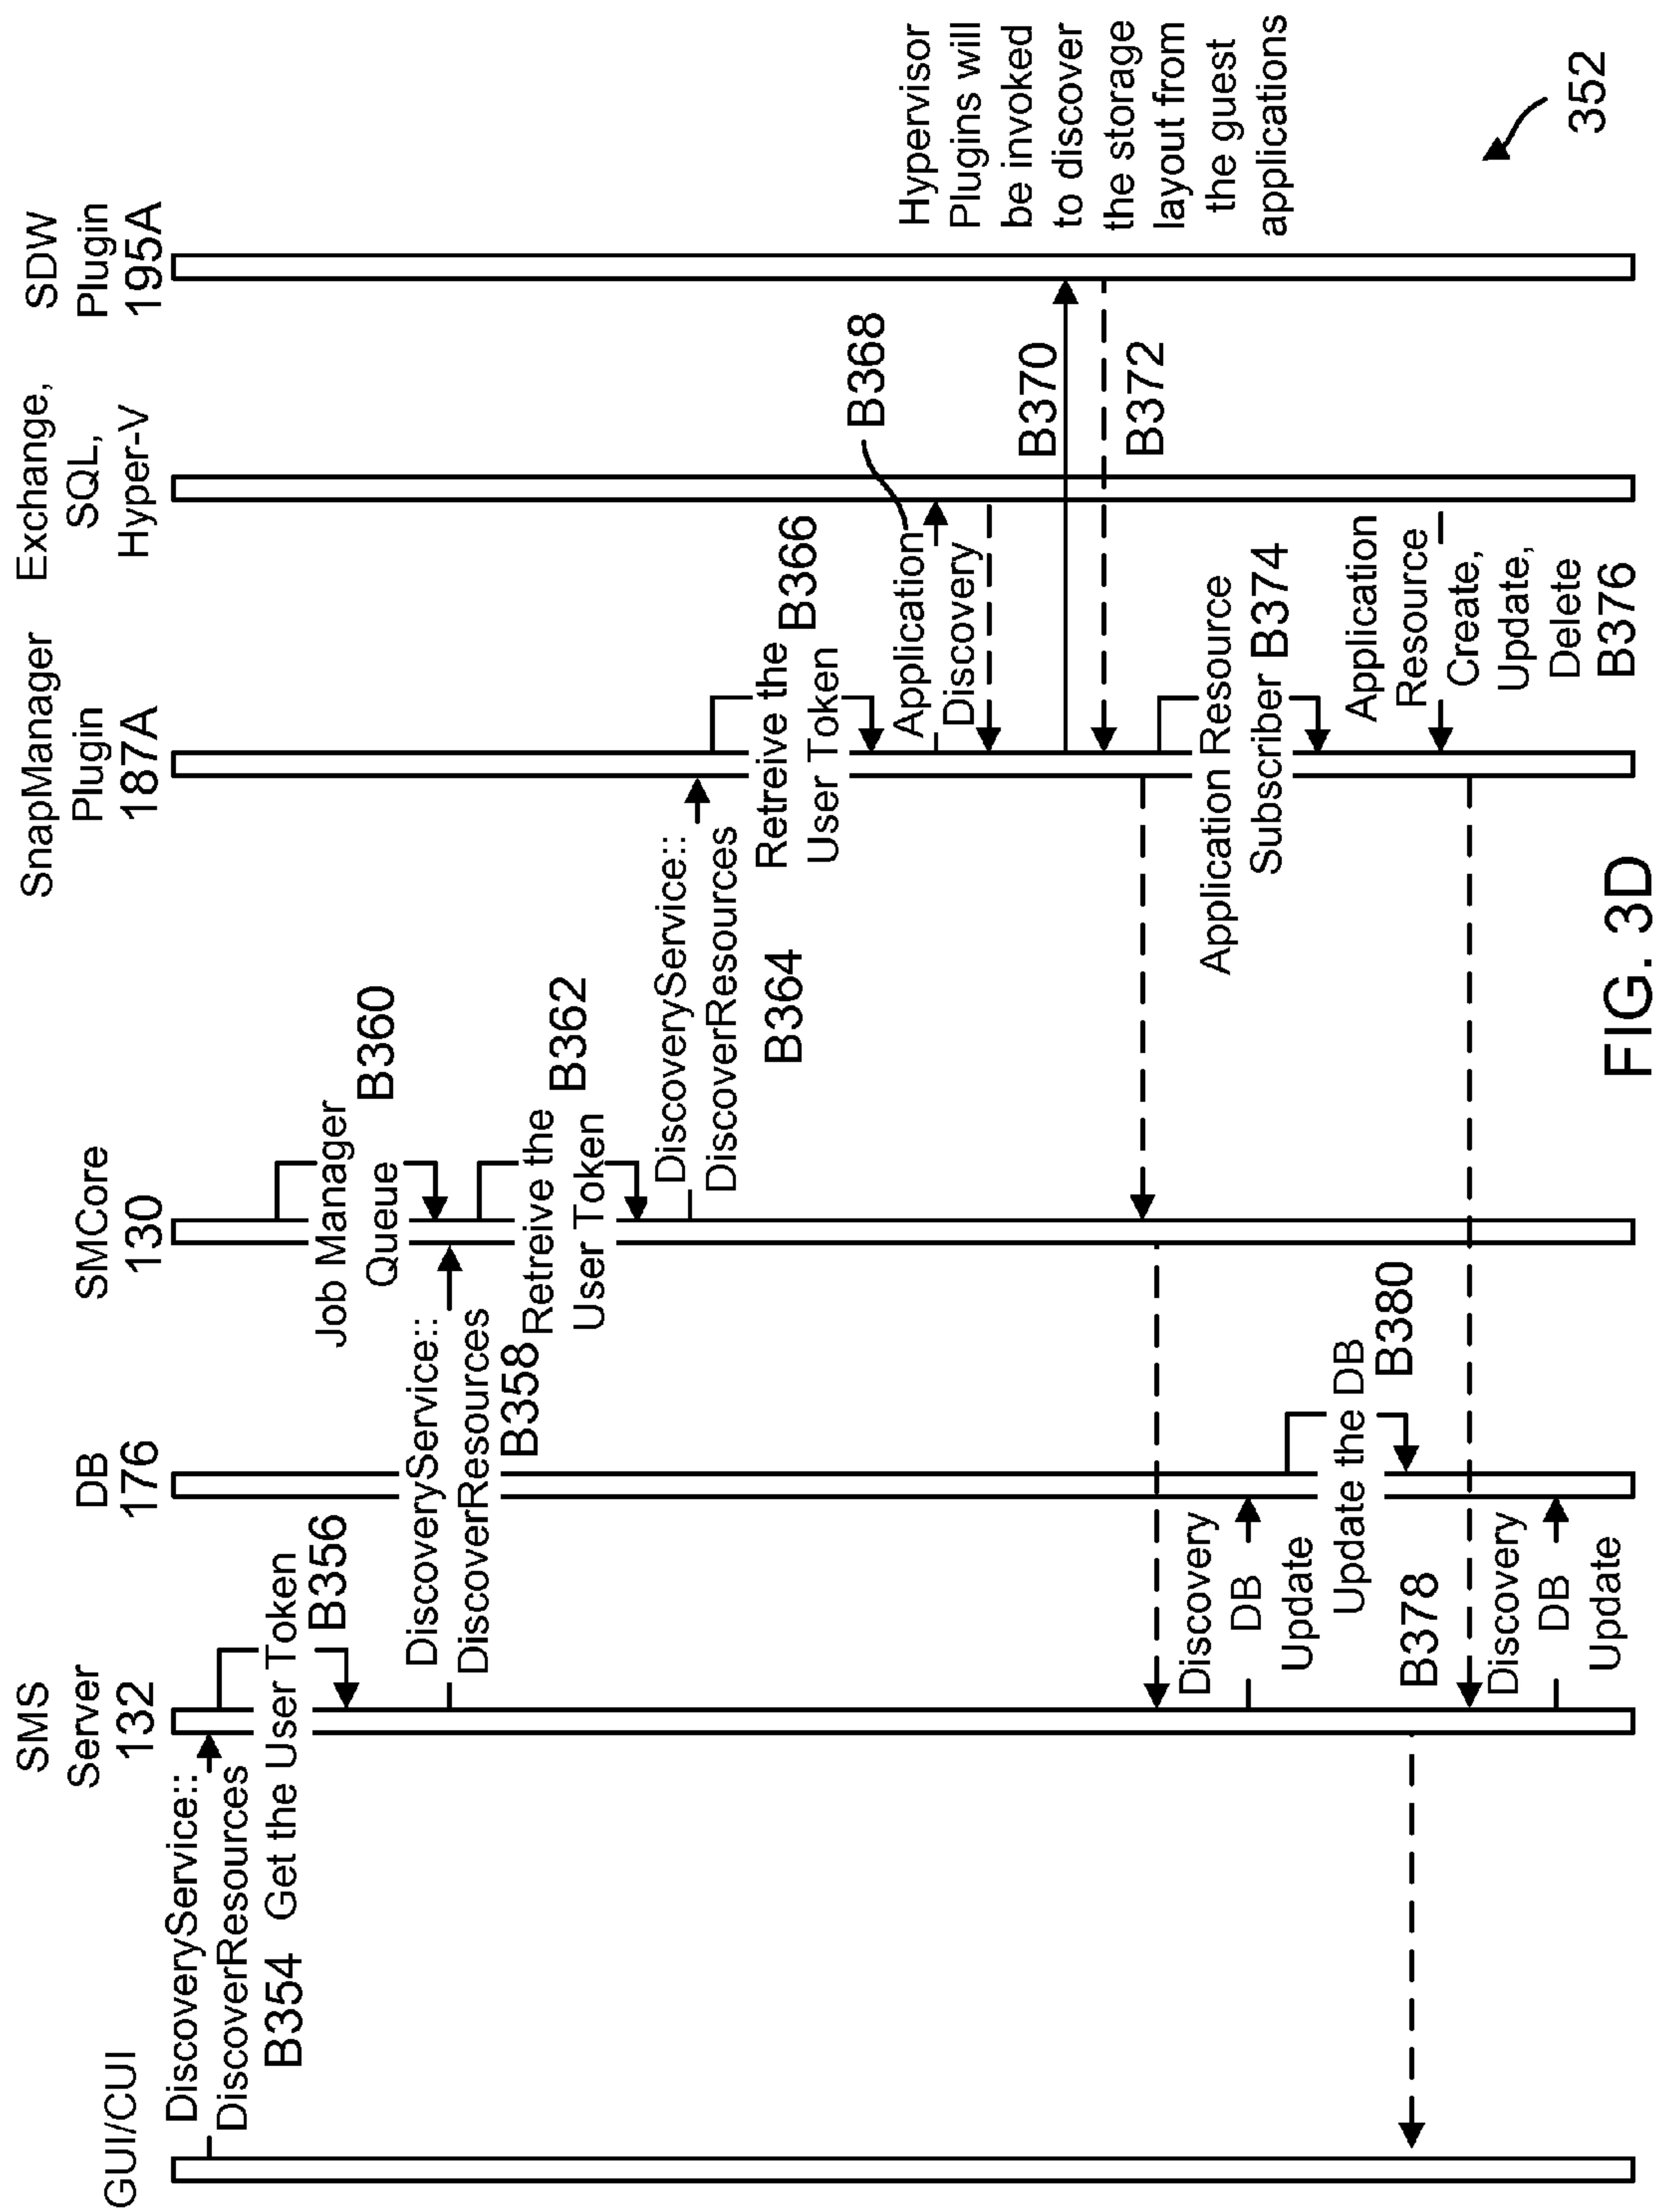 GUI/CUI
SMS
Server
132
DB
176
SMCore
130
SnapManager
Plugin
187A
Exchange,
SQL,
Hyper-V
SDW
Plugin
195A
DiscoveryService::
DiscoverResources
B354
Get the User Token
B356
Job Manager
Queue
B360
DiscoveryService::
DiscoverResources
B358
Retreive the
User Token
B362
DiscoveryService::
DiscoverResources
B364
Retreive the
User Token
B366
Application
Discovery
B368
B370
B372
Hypervisor
Plugins will
be invoked
to discover
the storage
layout from
the guest
applications
Application Resource
Subscriber B374
Discovery
DB
Update
Update the DB
B380
Application
Resource
Create,
Update,
Delete
B376
B378
Discovery
DB
Update
352
FIG. 3D